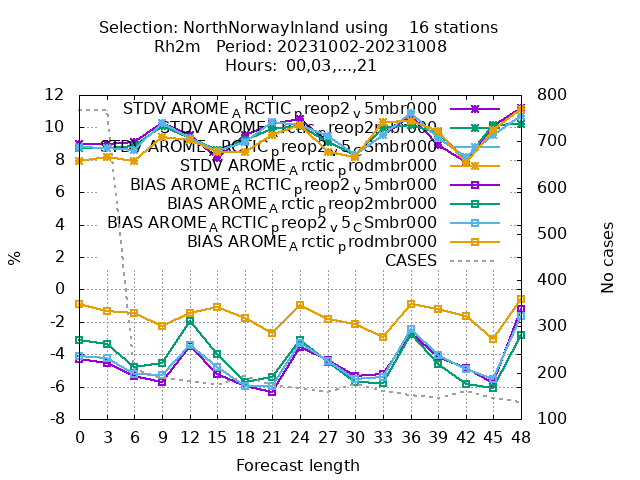 Selection: NorthNorwayInland using    16 stations
Rh2m   Period: 20231002-20231008
Hours:  00,03,...,21
STDV AROME_ARCTIC_preop2_v5mbr000
STDV AROME_Arctic_preop2mbr000
STDV AROME_ARCTIC_preop2_v5_CSmbr000
STDV AROME_Arctic_prodmbr000
BIAS AROME_ARCTIC_preop2_v5mbr000
BIAS AROME_Arctic_preop2mbr000
BIAS AROME_ARCTIC_preop2_v5_CSmbr000
BIAS AROME_Arctic_prodmbr000
CASES
12
10
8
6
4
2
0
-2
-4
-6
-8
%
800
700
600
500
400
300
200
100
No cases
0 3 6 9 12 15 18 21 24 27 30 33 36 39 42 45 48
Forecast length